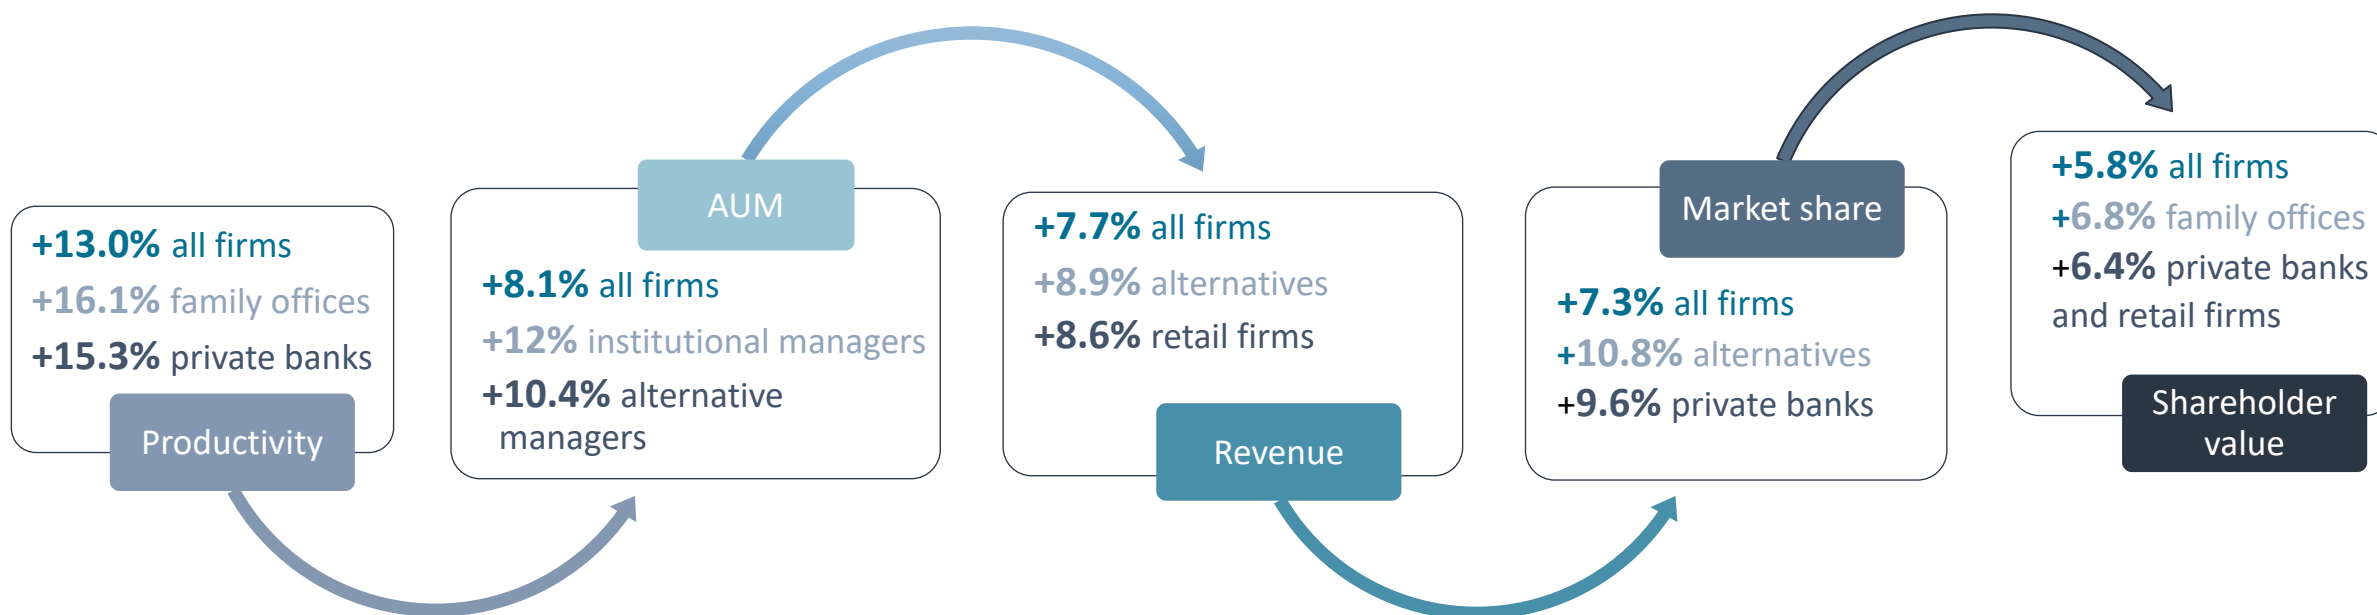 +13.0% all firms
+16.1% family offices
+15.3% private banks
Productivity
AUM
+8.1% all firms
+12% institutional managers
+10.4% alternative
managers
+7.7% all firms
+8.9% alternatives
+8.6% retail firms
Revenue
Market share
+7.3% all firms
+10.8% alternatives
+9.6% private banks
+5.8% all firms
+6.8% family offices
+6.4% private banks
and retail firms
Shareholder
value